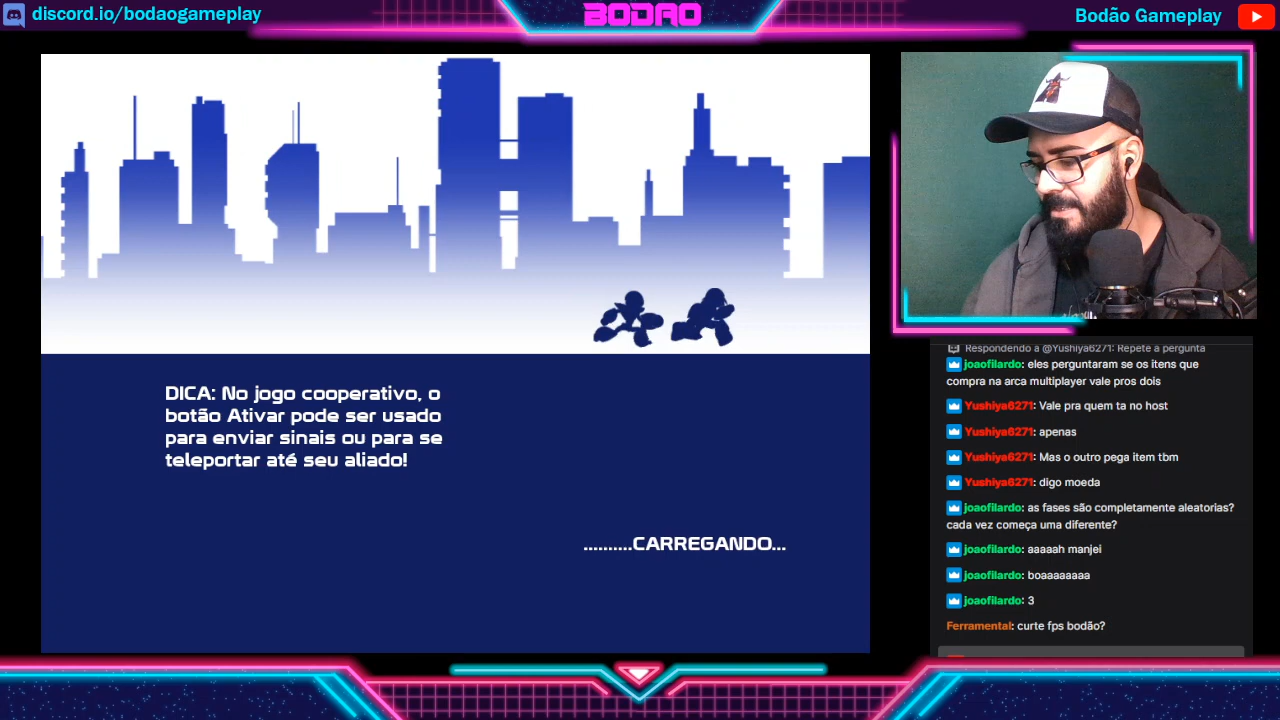 discord.io/bodaogameplay
BODAO
Bodão Gameplay
DICA: No jogo cooperativo, o
botão Ativar pode ser usado
para enviar sinais ou para se
teleportar até seu aliado!
..........CARREGANDO...
Respondendo a @Yushiya6271: Repete a pergunta
joaofilardo: eles perguntaram se os itens que
compra na arca multiplayer vale pros dois
Yushiya6271: Vale pra quem ta no host
Yushiya6271: apenas
Yushiya6271: Mas o outro pega item tbm
Yushiya6271: digo moeda
joaofilardo: as fases são completamente aleatorias?
cada vez começa uma diferente?
joaofilardo: aaaaah manjei
joaofilardo: boaaaaaaaa
joaofilardo: 3
Ferramental: curte fps bodão?